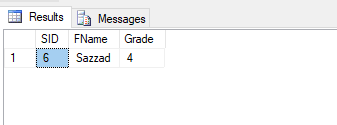 Results Messages
SID FName Grade
1 6 Sazzad 4